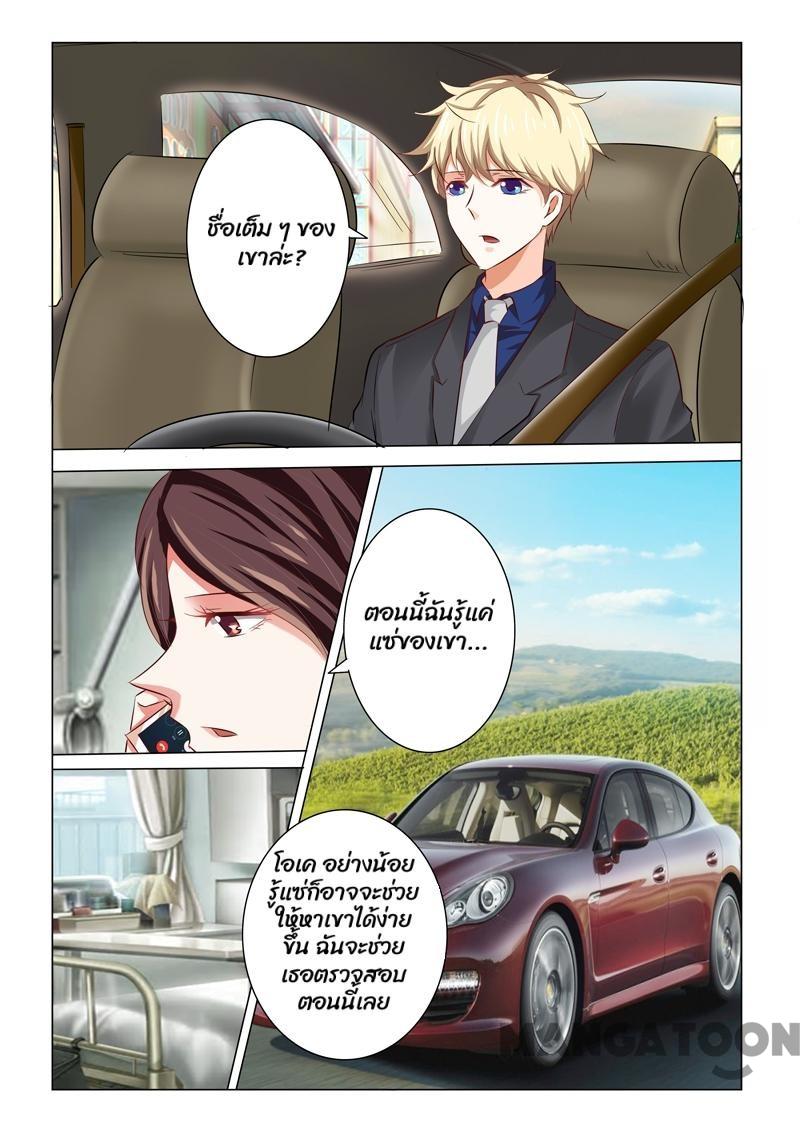 ชื่อเต็ม ๆ ของ
เขาล่ะ?
ตอนนี้ฉันรู้แค่
แซ่ของเขา...
โอเค อย่างน้อย
รู้แซ่ก็อาจจะช่วย
ให้หาเขาได้ง่าย
ขึ้น ฉันจะช่วย
เธอตรวจสอบ
ตอนนี้เลย
MANGATOON